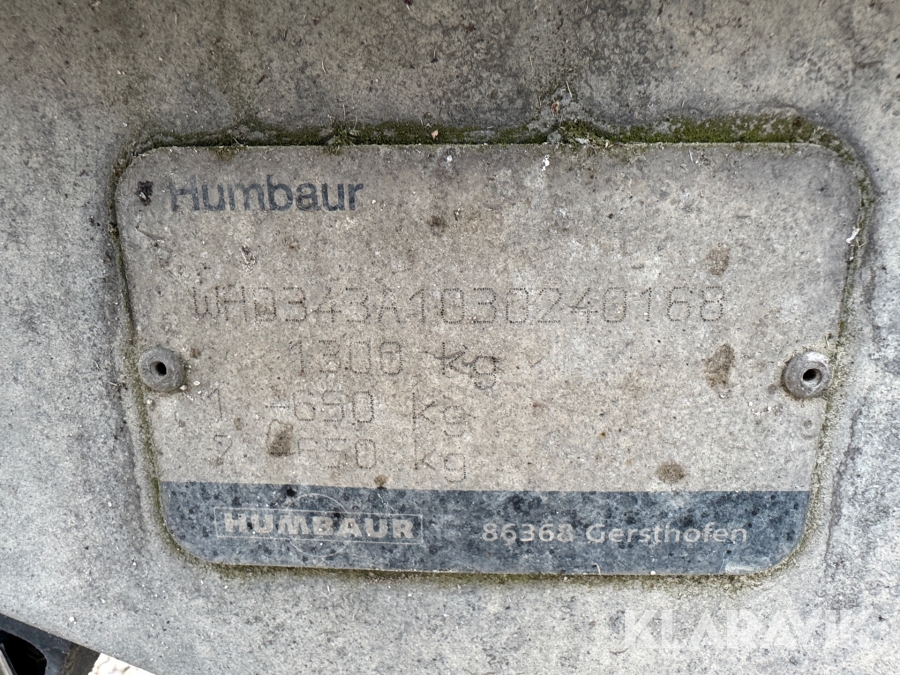 Humbaur
WHD343A1030240168
1300 kg
1 -650 kg
2 -650 kg
HUMBAUR
86368 Gersthofen
KLARAVIK